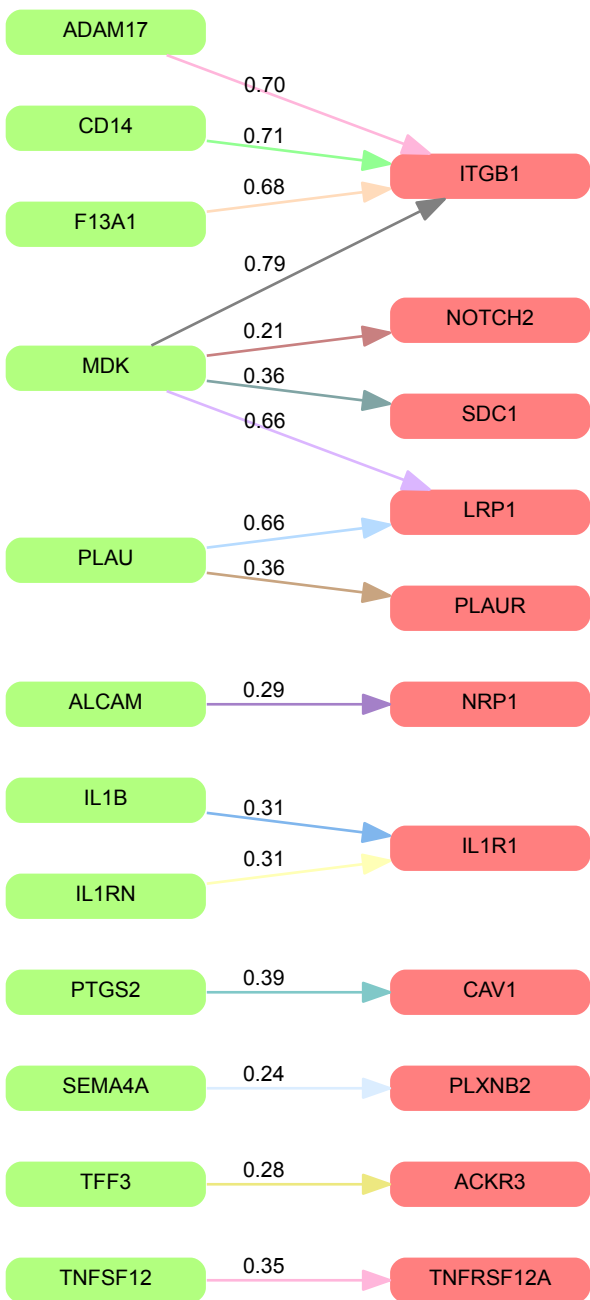 ADAM17
0.70
CD14
0.71
ITGB1
0.68
F13A1
0.79
NOTCH2
0.21
MDK
0.36
SDC1
0.66
LRP1
0.66
PLAU
0.36
PLAUR
ALCAM
0.29
NRP1
IL1B
0.31
IL1R1
0.31
IL1RN
PTGS2
0.39
CAV1
SEMA4A
0.24
PLXNB2
TFF3
0.28
ACKR3
TNFSF12
0.35
TNFRSF12A